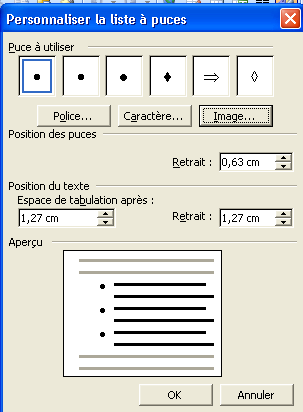 Personnaliser la liste à puces
Puce à utiliser
Police... Caractère... Image...
Position des puces
Retrait : 0,63 cm
Position du texte
Espace de tabulation après :
1,27 cm Retrait : 1,27 cm
Aperçu
OK Annuler